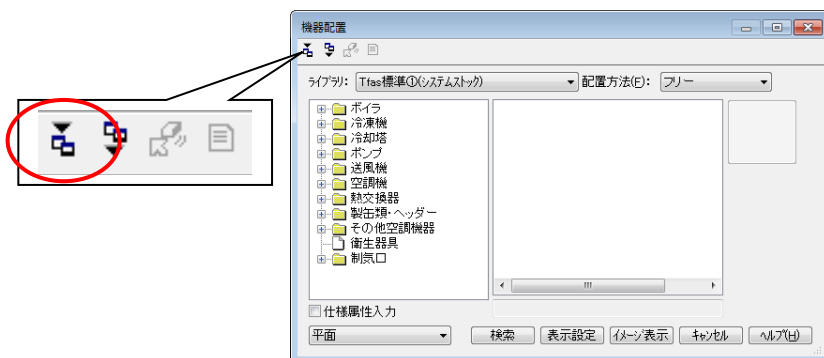 機器配置
ライブラリ: Tfas標準①(システムストック) 配置方法(F): フリー
ボイラ
冷凍機
冷却塔
ポンプ
送風機
空調機
熱交換器
製缶類・ヘッダー
その他空調機器
衛生器具
制気口
仕様属性入力
平面 検索 表示設定 イメージ表示 キャンセル ヘルプ(H)